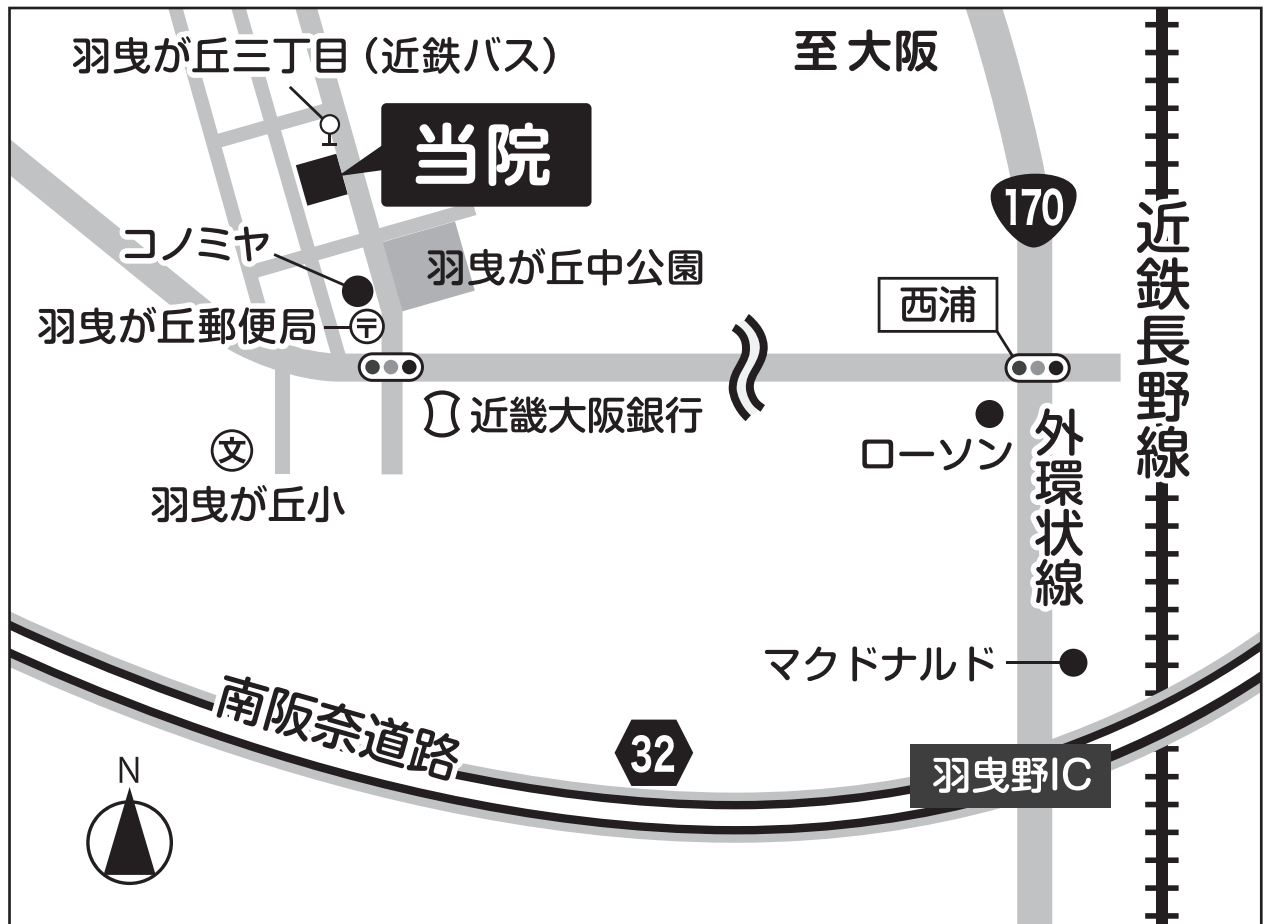 羽曳が丘三丁目（近鉄バス）
至 大阪
当院
170
近鉄長野線
コノミヤ
羽曳が丘中公園
西浦
羽曳が丘郵便局
〒
近畿大阪銀行
ローソン
外環状線
文
羽曳が丘小
マクドナルド
南阪奈道路
32
羽曳野IC
N